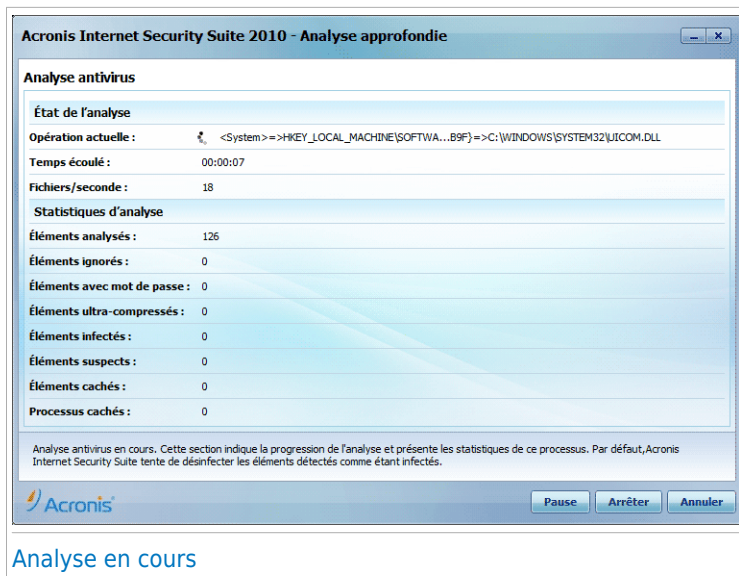 Acronis Internet Security Suite 2010 - Analyse approfondie
Analyse antivirus
État de l'analyse
Opération actuelle : <System>=>HKEY_LOCAL_MACHINE\SOFTWA...B9F}=>C:\WINDOWS\SYSTEM32\UICOM.DLL
Temps écoulé : 00:00:07
Fichiers/seconde : 18
Statistiques d'analyse
Éléments analysés : 126
Éléments ignorés : 0
Éléments avec mot de passe : 0
Éléments ultra-compressés : 0
Éléments infectés : 0
Éléments suspects : 0
Éléments cachés : 0
Processus cachés : 0
Analyse antivirus en cours. Cette section indique la progression de l'analyse et présente les statistiques de ce processus. Par défaut,Acronis
Internet Security Suite tente de désinfecter les éléments détectés comme étant infectés.
Acronis Pause Arrêter Annuler
Analyse en cours